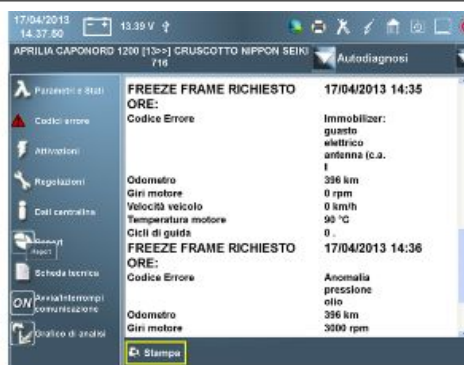 17/04/2013
14.37.50
13.39 V
APRILIA CAPONORD 1200 [13>>] CRUSCOTTO NIPPON SEIKI
716
Autodiagnosi
Parametri e Stati
Codici errore
Attivazioni
Regolazioni
Dati centralina
Report
Report
Scheda tecnica
ON
Avvia/Interrompi
comunicazione
Grafico di analisi
FREEZE FRAME RICHIESTO 17/04/2013 14:35
ORE:
Codice Errore Immobilizer:
guasto
elettrico
antenna (c.a.
t
Odometro 396 km
Giri motore 0 rpm
Velocità veicolo 0 km/h
Temperatura motore 90 °C
Cicli di guida 0 .
FREEZE FRAME RICHIESTO 17/04/2013 14:36
ORE:
Codice Errore Anomalia
pressione
olio
Odometro 396 km
Giri motore 3000 rpm
Stampa